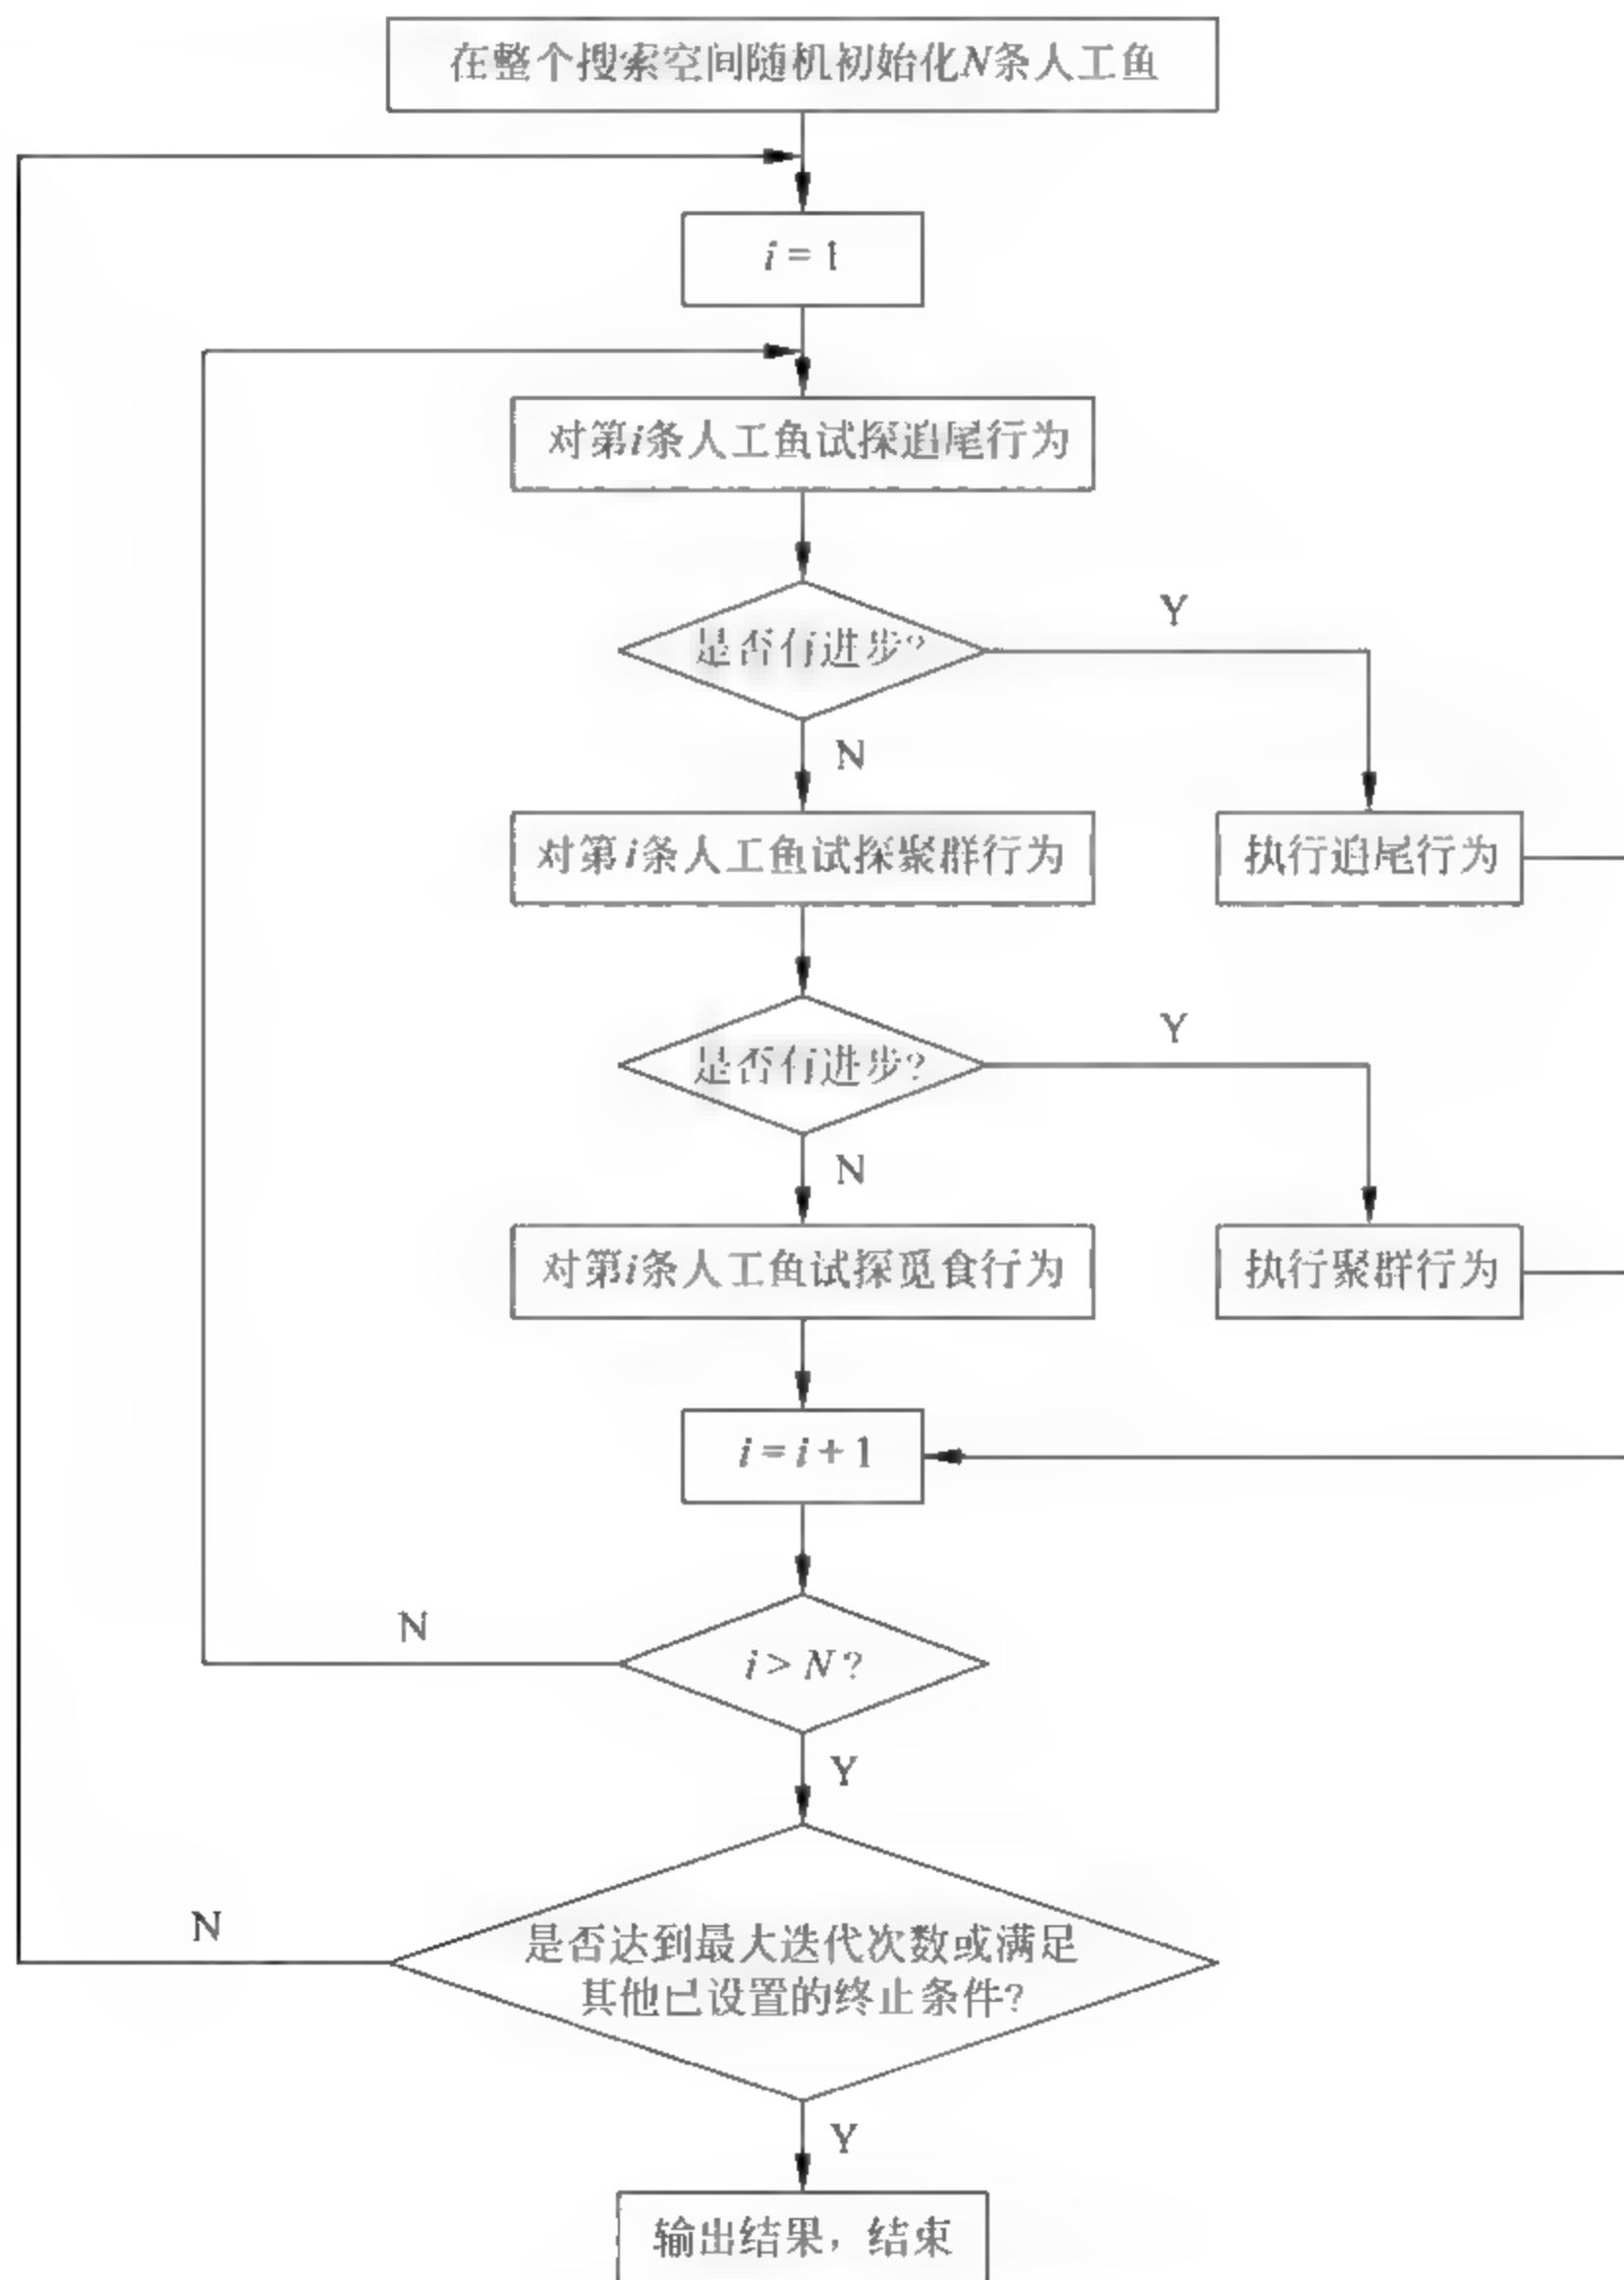 在整个搜索空间随机初始化N条人工鱼
i = 1
对第i条人工鱼试探追尾行为
是否有进步?
Y
N
对第i条人工鱼试探聚群行为
执行追尾行为
是否有进步?
Y
N
对第i条人工鱼试探觅食行为
执行聚群行为
i = i + 1
N
i > N ?
Y
N
是否达到最大迭代次数或满足
其他已设置的终止条件?
Y
输出结果，结束